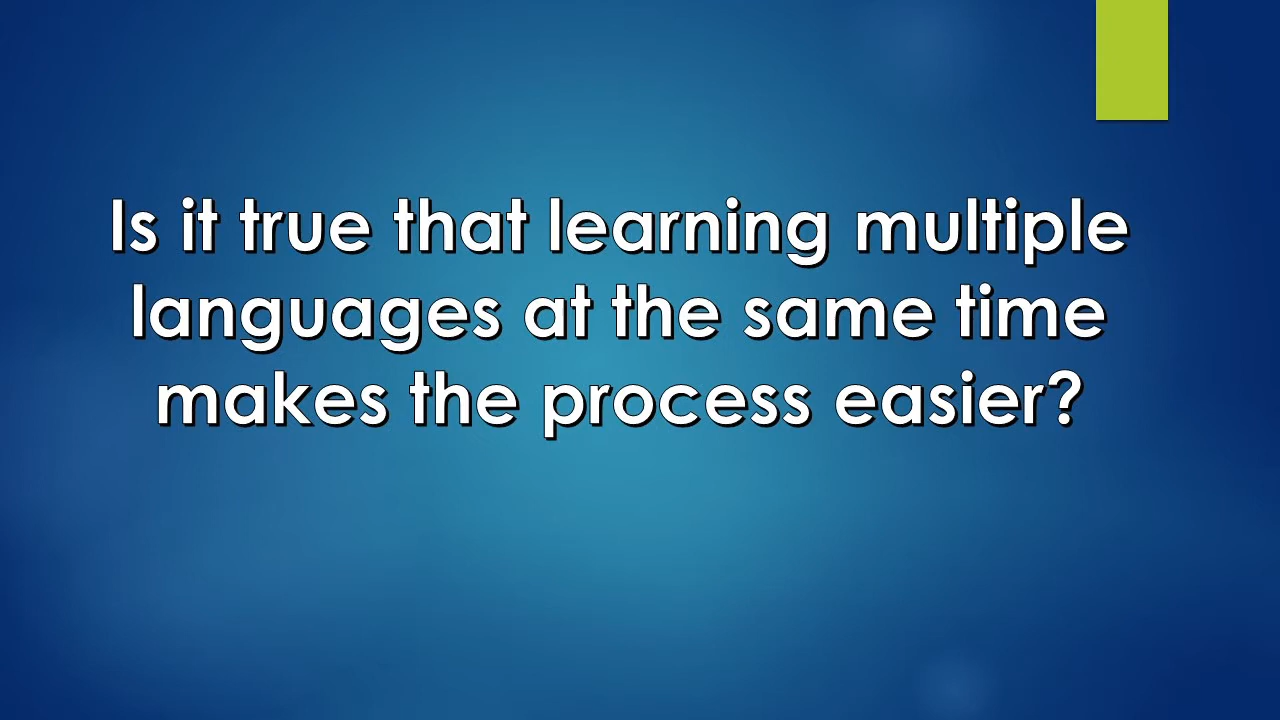 Is it true that learning multiple
languages at the same time
makes the process easier?